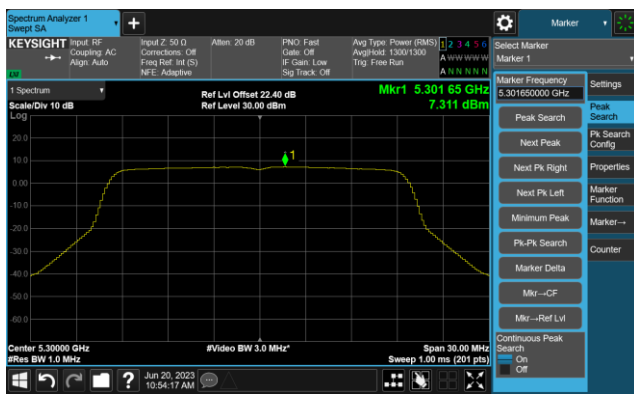 Spectrum Analyzer 1
Swept SA
Marker
KEYSIGHT
Input: RF
Coupling: AC
Align: Auto
Input Z: 50 Ω
Corrections: Off
Freq Ref: Int (S)
NFE: Adaptive
Atten: 20 dB
PNO: Fast
Gate: Off
IF Gain: Low
Sig Track: Off
Avg Type: Power (RMS)
Avg|Hold: 1300/1300
Trig: Free Run
1 2 3 4 5 6
A W W W W W
A N N N N N
Select Marker
Marker 1
1 Spectrum
Scale/Div 10 dB
Log
Ref Lvl Offset 22.40 dB
Ref Level 30.00 dBm
Mkr1 5.301 65 GHz
7.311 dBm
20.0
10.0
0.00
-10.0
-20.0
-30.0
-40.0
-50.0
-60.0
1
Center 5.30000 GHz
#Res BW 1.0 MHz
#Video BW 3.0 MHz*
Span 30.00 MHz
Sweep 1.00 ms (201 pts)
Marker Frequency
5.301650000 GHz
Peak Search
Next Peak
Next Pk Right
Next Pk Left
Minimum Peak
Pk-Pk Search
Marker Delta
Mkr→CF
Mkr→Ref Lvl
Continuous Peak
Search
On
Off
Settings
Peak
Search
Pk Search
Config
Properties
Marker
Function
Marker→
Counter
?
Jun 20, 2023
10:54:17 AM